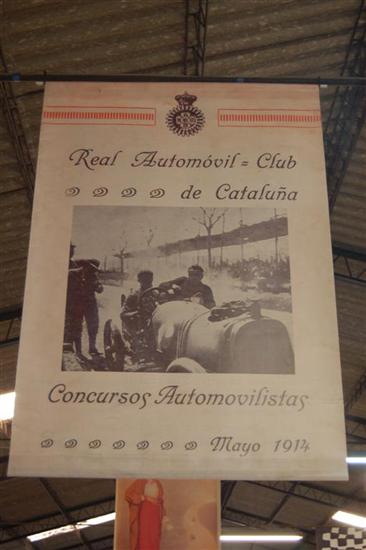 Real Automóvil = Club
de Cataluña
Concursos Automovilistas
Mayo 1914